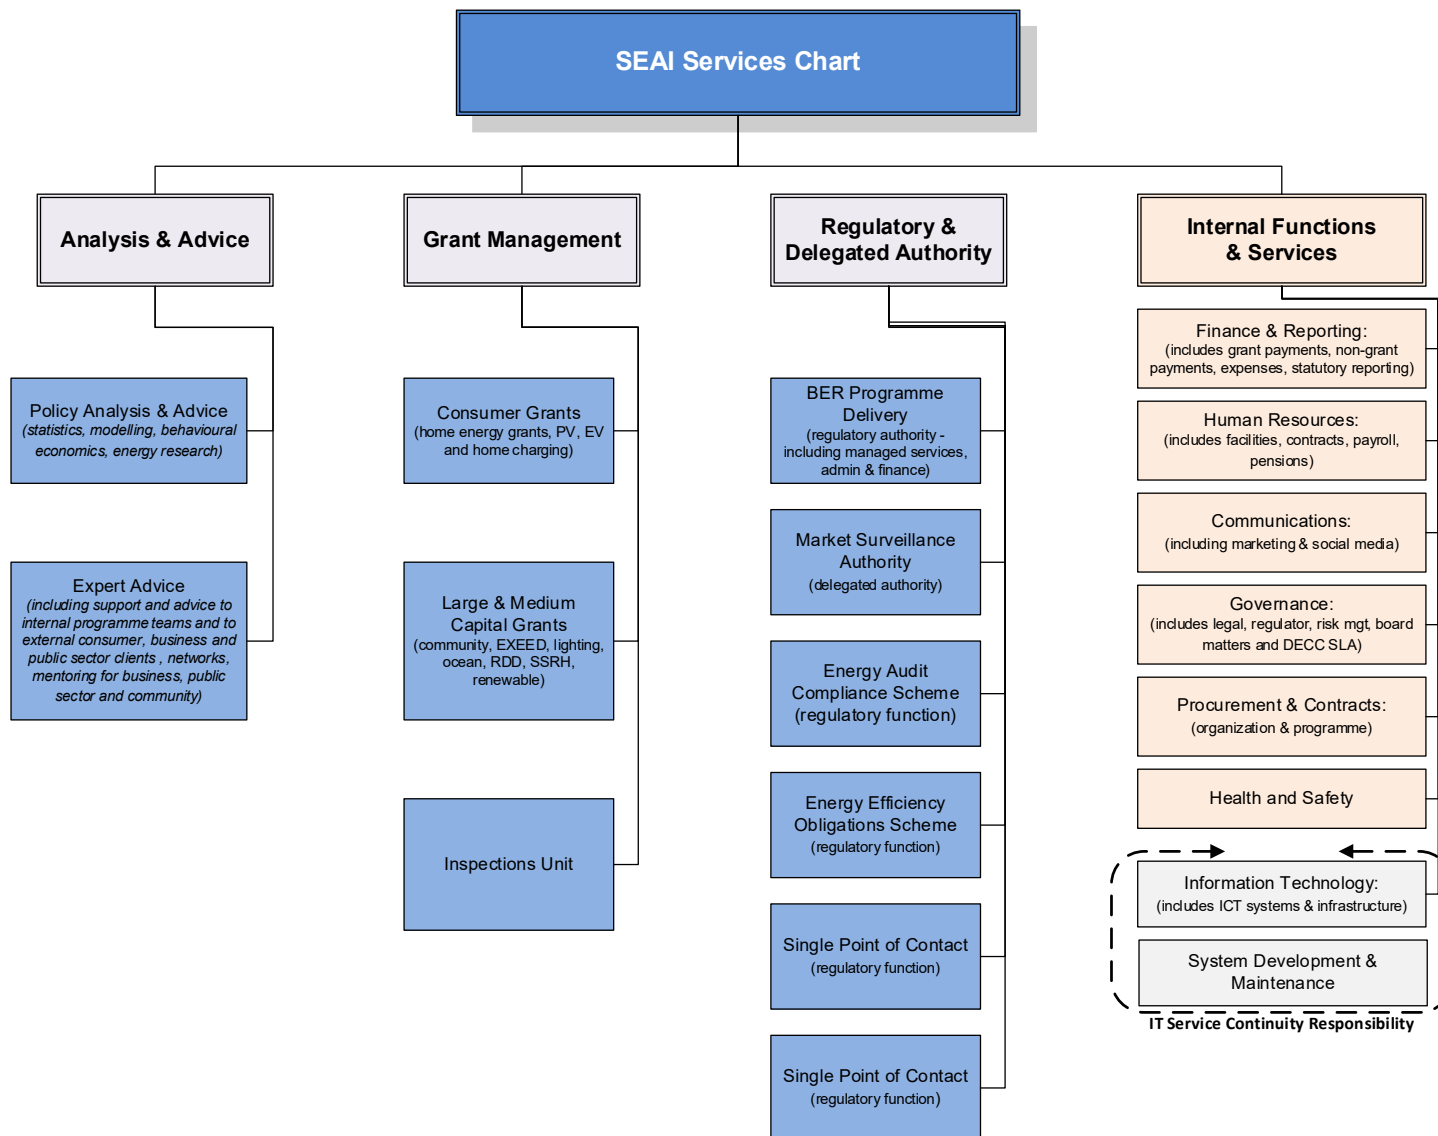 SEAI Services Chart
Analysis & Advice
Policy Analysis & Advice
(statistics, modelling, behavioural
economics, energy research)
Expert Advice
(including support and advice to
internal programme teams and to
external consumer, business and
public sector clients , networks,
mentoring for business, public
sector and community)
Grant Management
Consumer Grants
(home energy grants, PV, EV
and home charging)
Large & Medium
Capital Grants
(community, EXEED, lighting,
ocean, RDD, SSRH,
renewable)
Inspections Unit
Regulatory &
Delegated Authority
BER Programme
Delivery
(regulatory authority -
including managed services,
admin & finance)
Market Surveillance
Authority
(delegated authority)
Energy Audit
Compliance Scheme
(regulatory function)
Energy Efficiency
Obligations Scheme
(regulatory function)
Single Point of Contact
(regulatory function)
Single Point of Contact
(regulatory function)
Internal Functions
& Services
Finance & Reporting:
(includes grant payments, non-grant
payments, expenses, statutory reporting)
Human Resources:
(includes facilities, contracts, payroll,
pensions)
Communications:
(including marketing & social media)
Governance:
(includes legal, regulator, risk mgt, board
matters and DECC SLA)
Procurement & Contracts:
(organization & programme)
Health and Safety
Information Technology:
(includes ICT systems & infrastructure)
System Development &
Maintenance
IT Service Continuity Responsibility